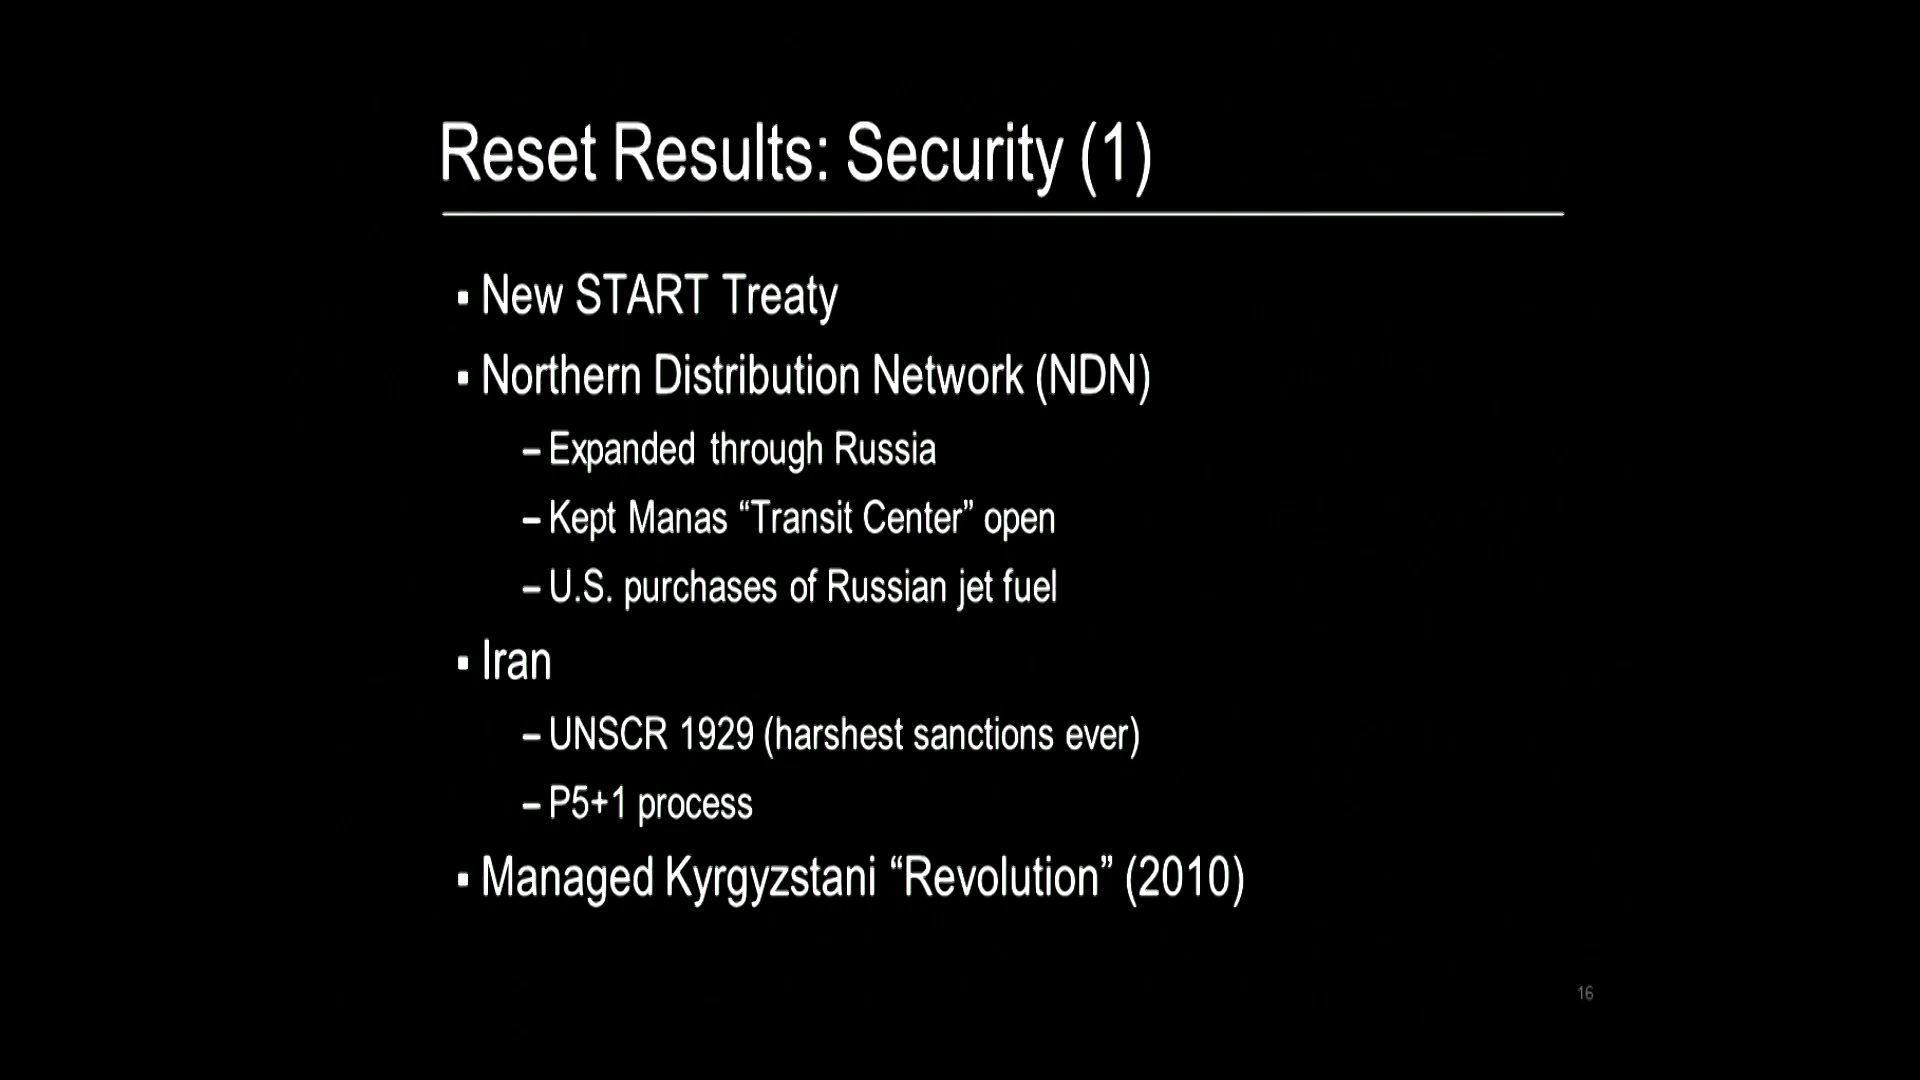 Reset Results: Security (1)
▪ New START Treaty
▪ Northern Distribution Network (NDN)
– Expanded through Russia
– Kept Manas “Transit Center” open
– U.S. purchases of Russian jet fuel
▪ Iran
– UNSCR 1929 (harshest sanctions ever)
– P5+1 process
▪ Managed Kyrgyzstani “Revolution” (2010)
16